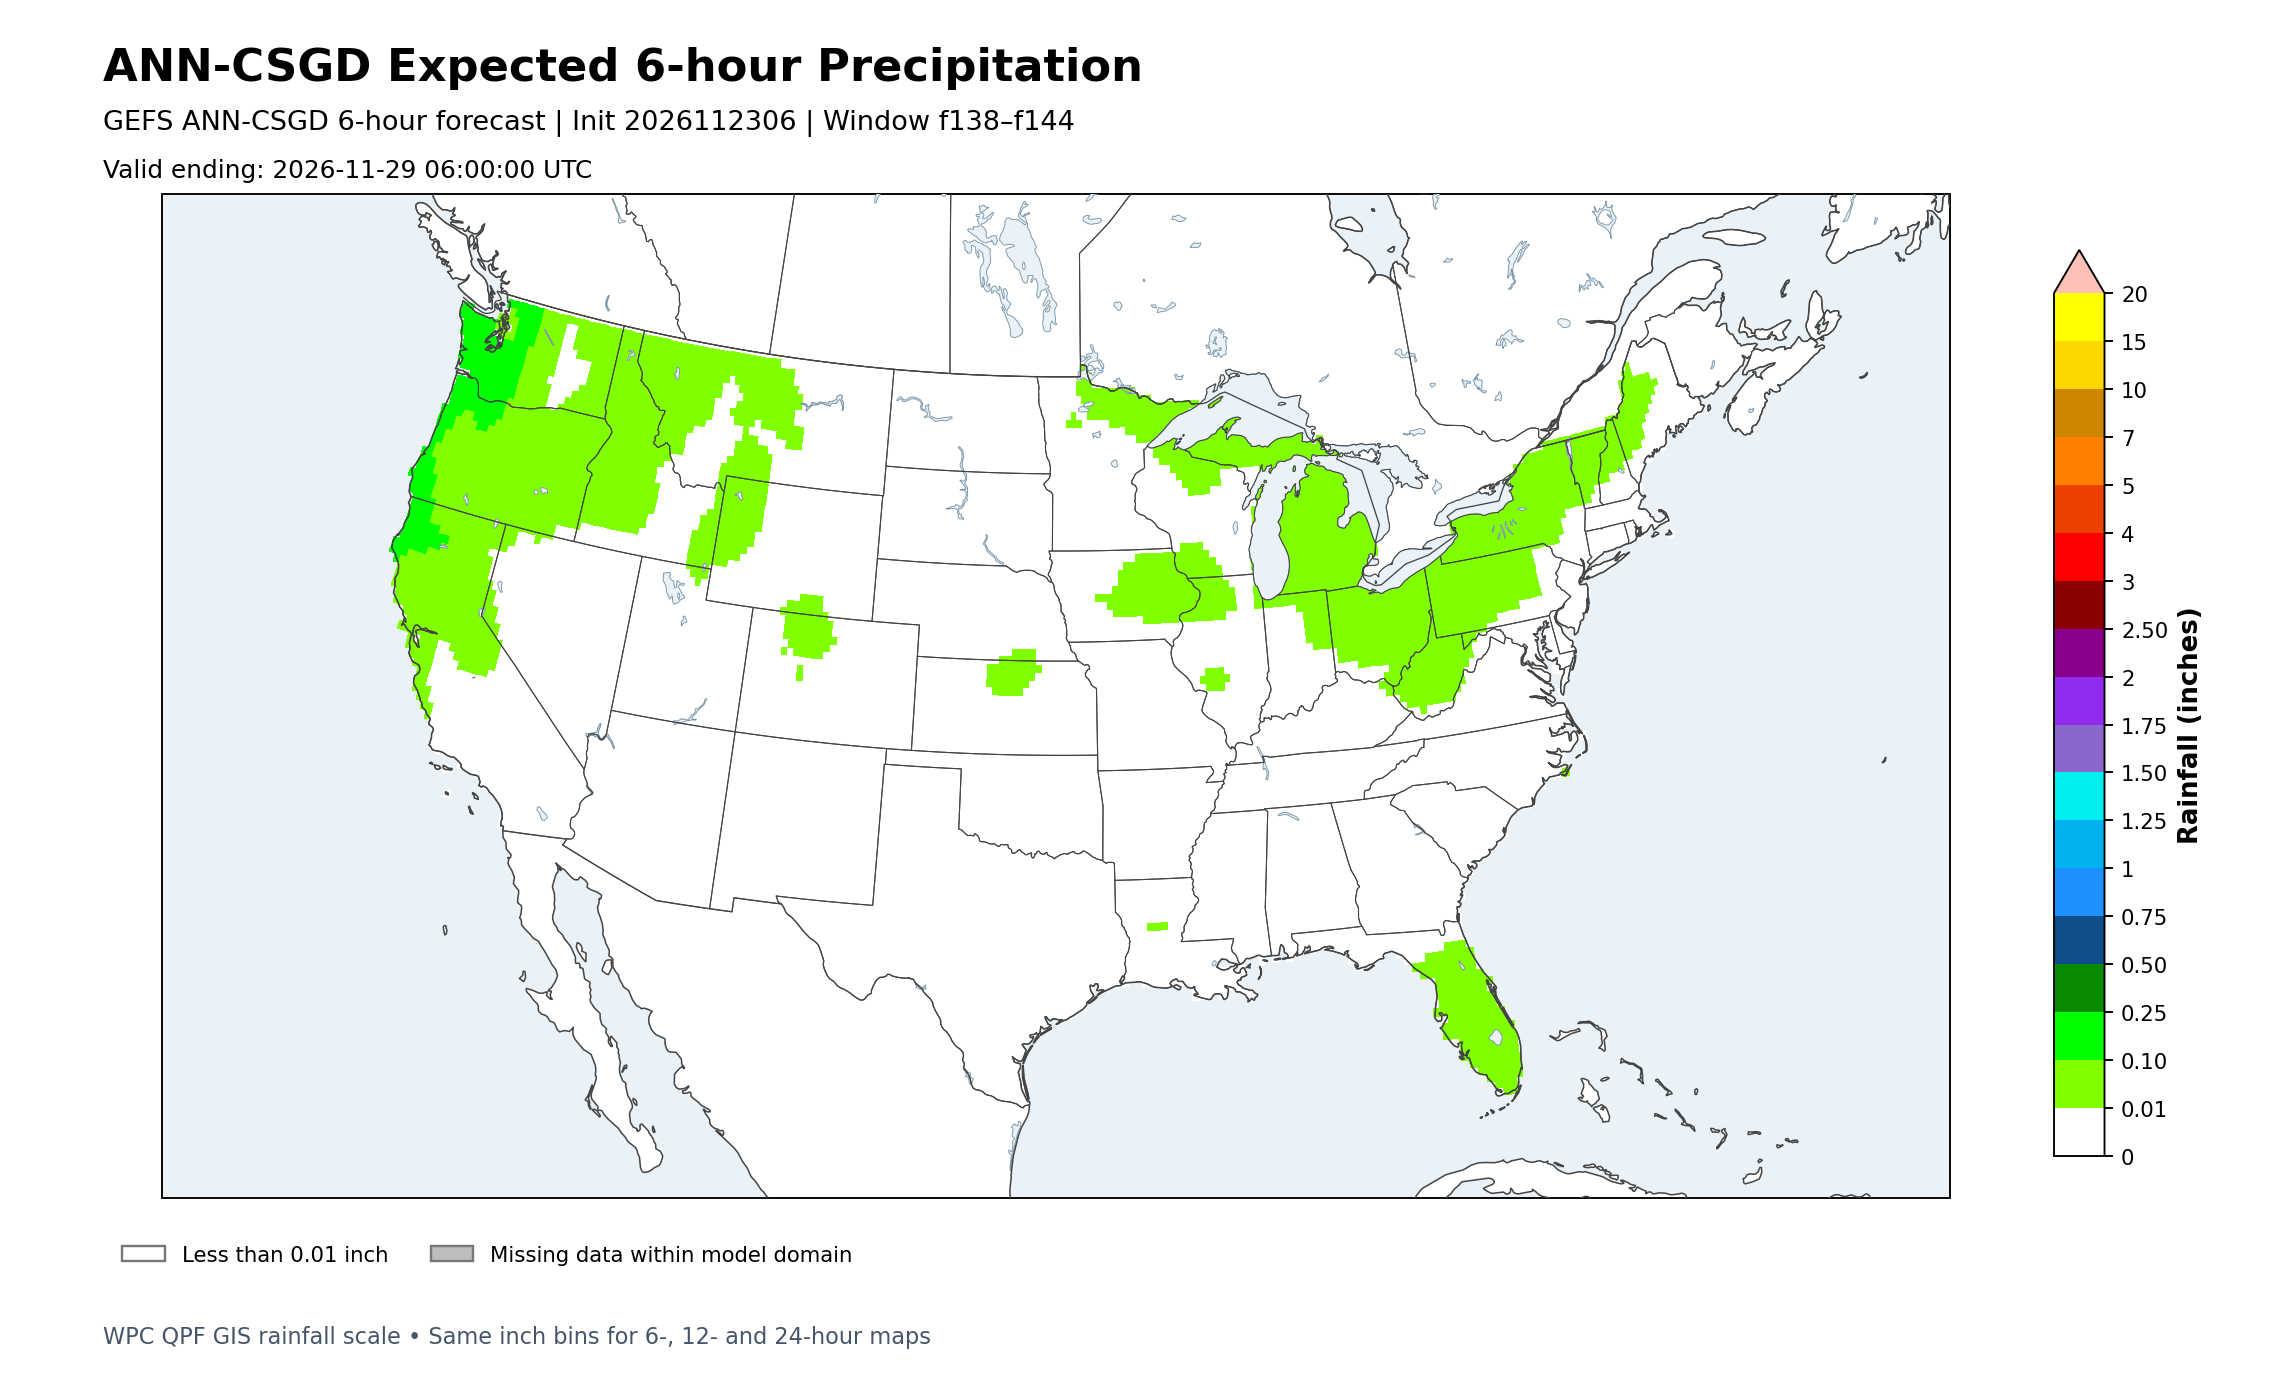 ANN-CSGD Expected 6-hour Precipitation
GEFS ANN-CSGD 6-hour forecast | Init 2026112306 | Window f138–f144
Valid ending: 2026-11-29 06:00:00 UTC
20
15
10
7
5
4
3
2.50
2
1.75
1.50
1.25
1
0.75
0.50
0.25
0.10
0.01
0
Rainfall (inches)
Less than 0.01 inch
Missing data within model domain
WPC QPF GIS rainfall scale • Same inch bins for 6-, 12- and 24-hour maps